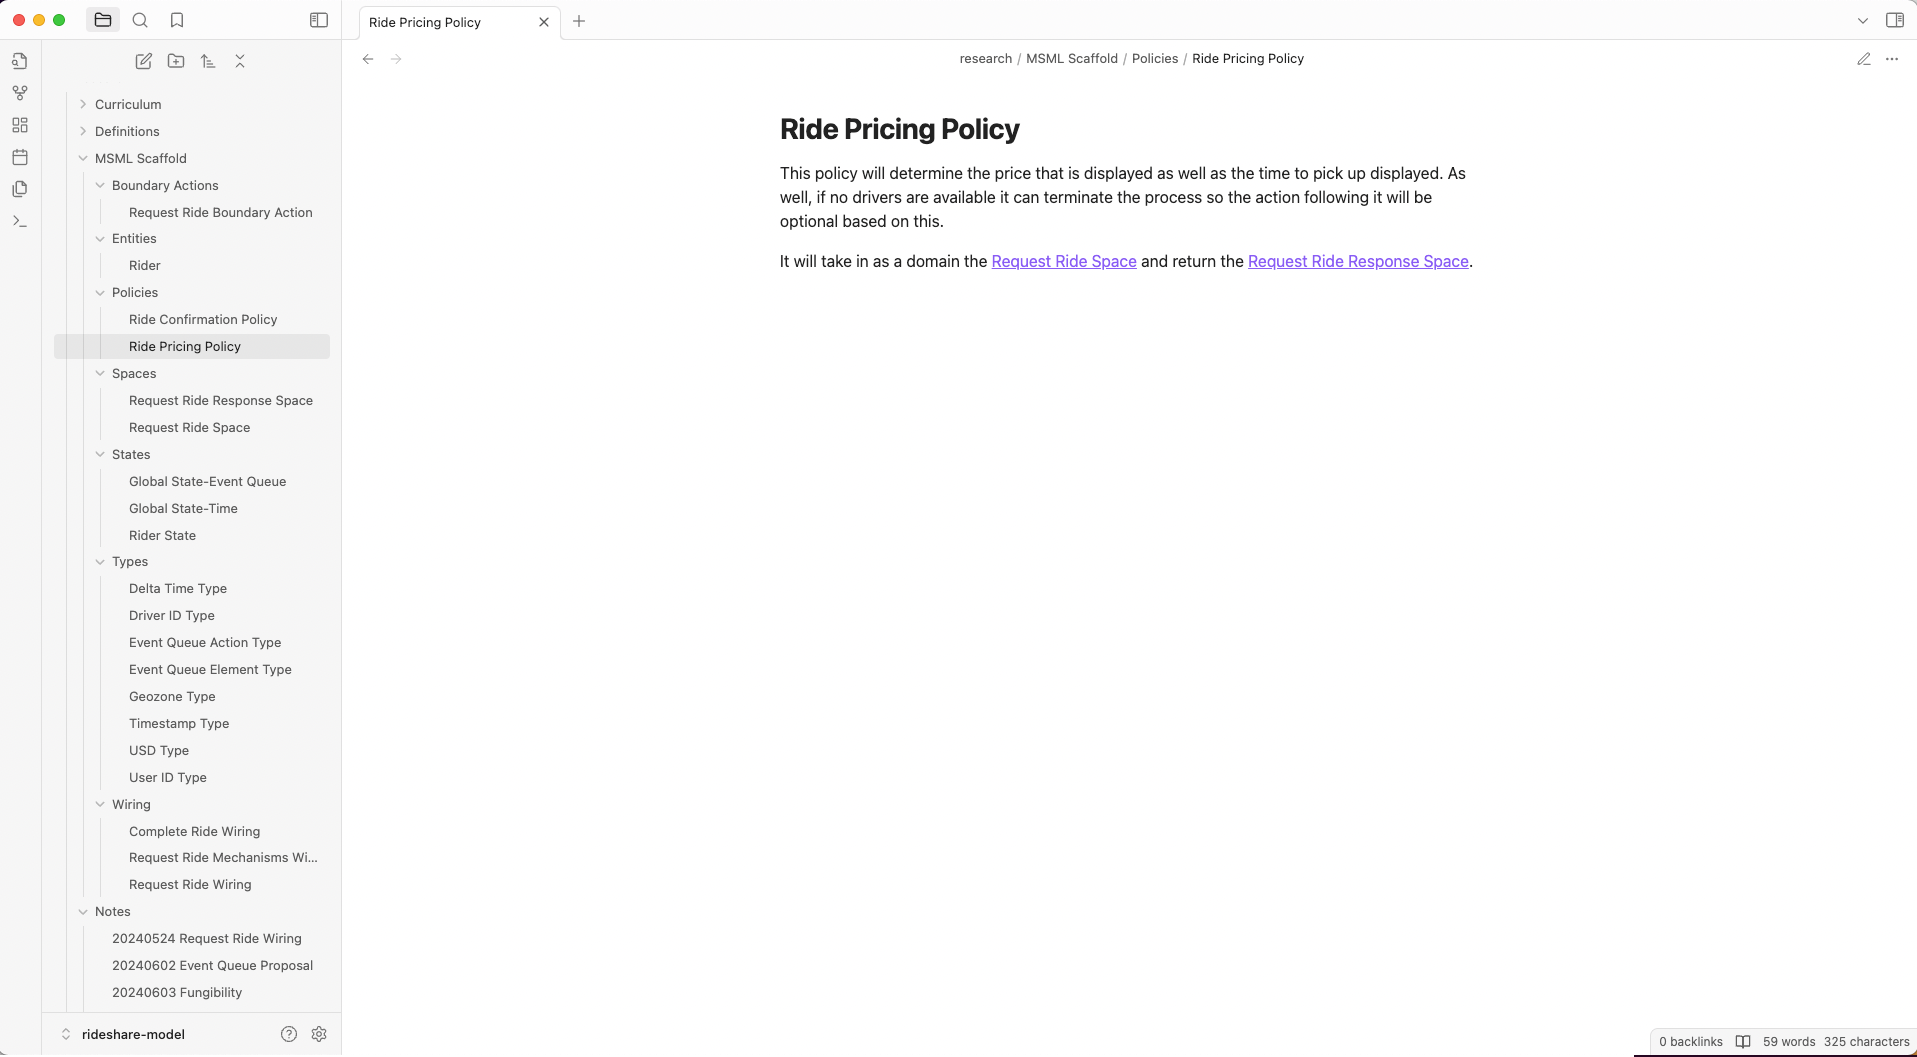 Ride Pricing Policy
research / MSML Scaffold / Policies / Ride Pricing Policy
Curriculum
Definitions
MSML Scaffold
Boundary Actions
Request Ride Boundary Action
Entities
Rider
Policies
Ride Confirmation Policy
Ride Pricing Policy
Spaces
Request Ride Response Space
Request Ride Space
States
Global State-Event Queue
Global State-Time
Rider State
Types
Delta Time Type
Driver ID Type
Event Queue Action Type
Event Queue Element Type
Geozone Type
Timestamp Type
USD Type
User ID Type
Wiring
Complete Ride Wiring
Request Ride Mechanisms Wi...
Request Ride Wiring
Notes
20240524 Request Ride Wiring
20240602 Event Queue Proposal
20240603 Fungibility
rideshare-model
Ride Pricing Policy
This policy will determine the price that is displayed as well as the time to pick up displayed. As
well, if no drivers are available it can terminate the process so the action following it will be
optional based on this.
It will take in as a domain the Request Ride Space and return the Request Ride Response Space.
0 backlinks 59 words 325 characters